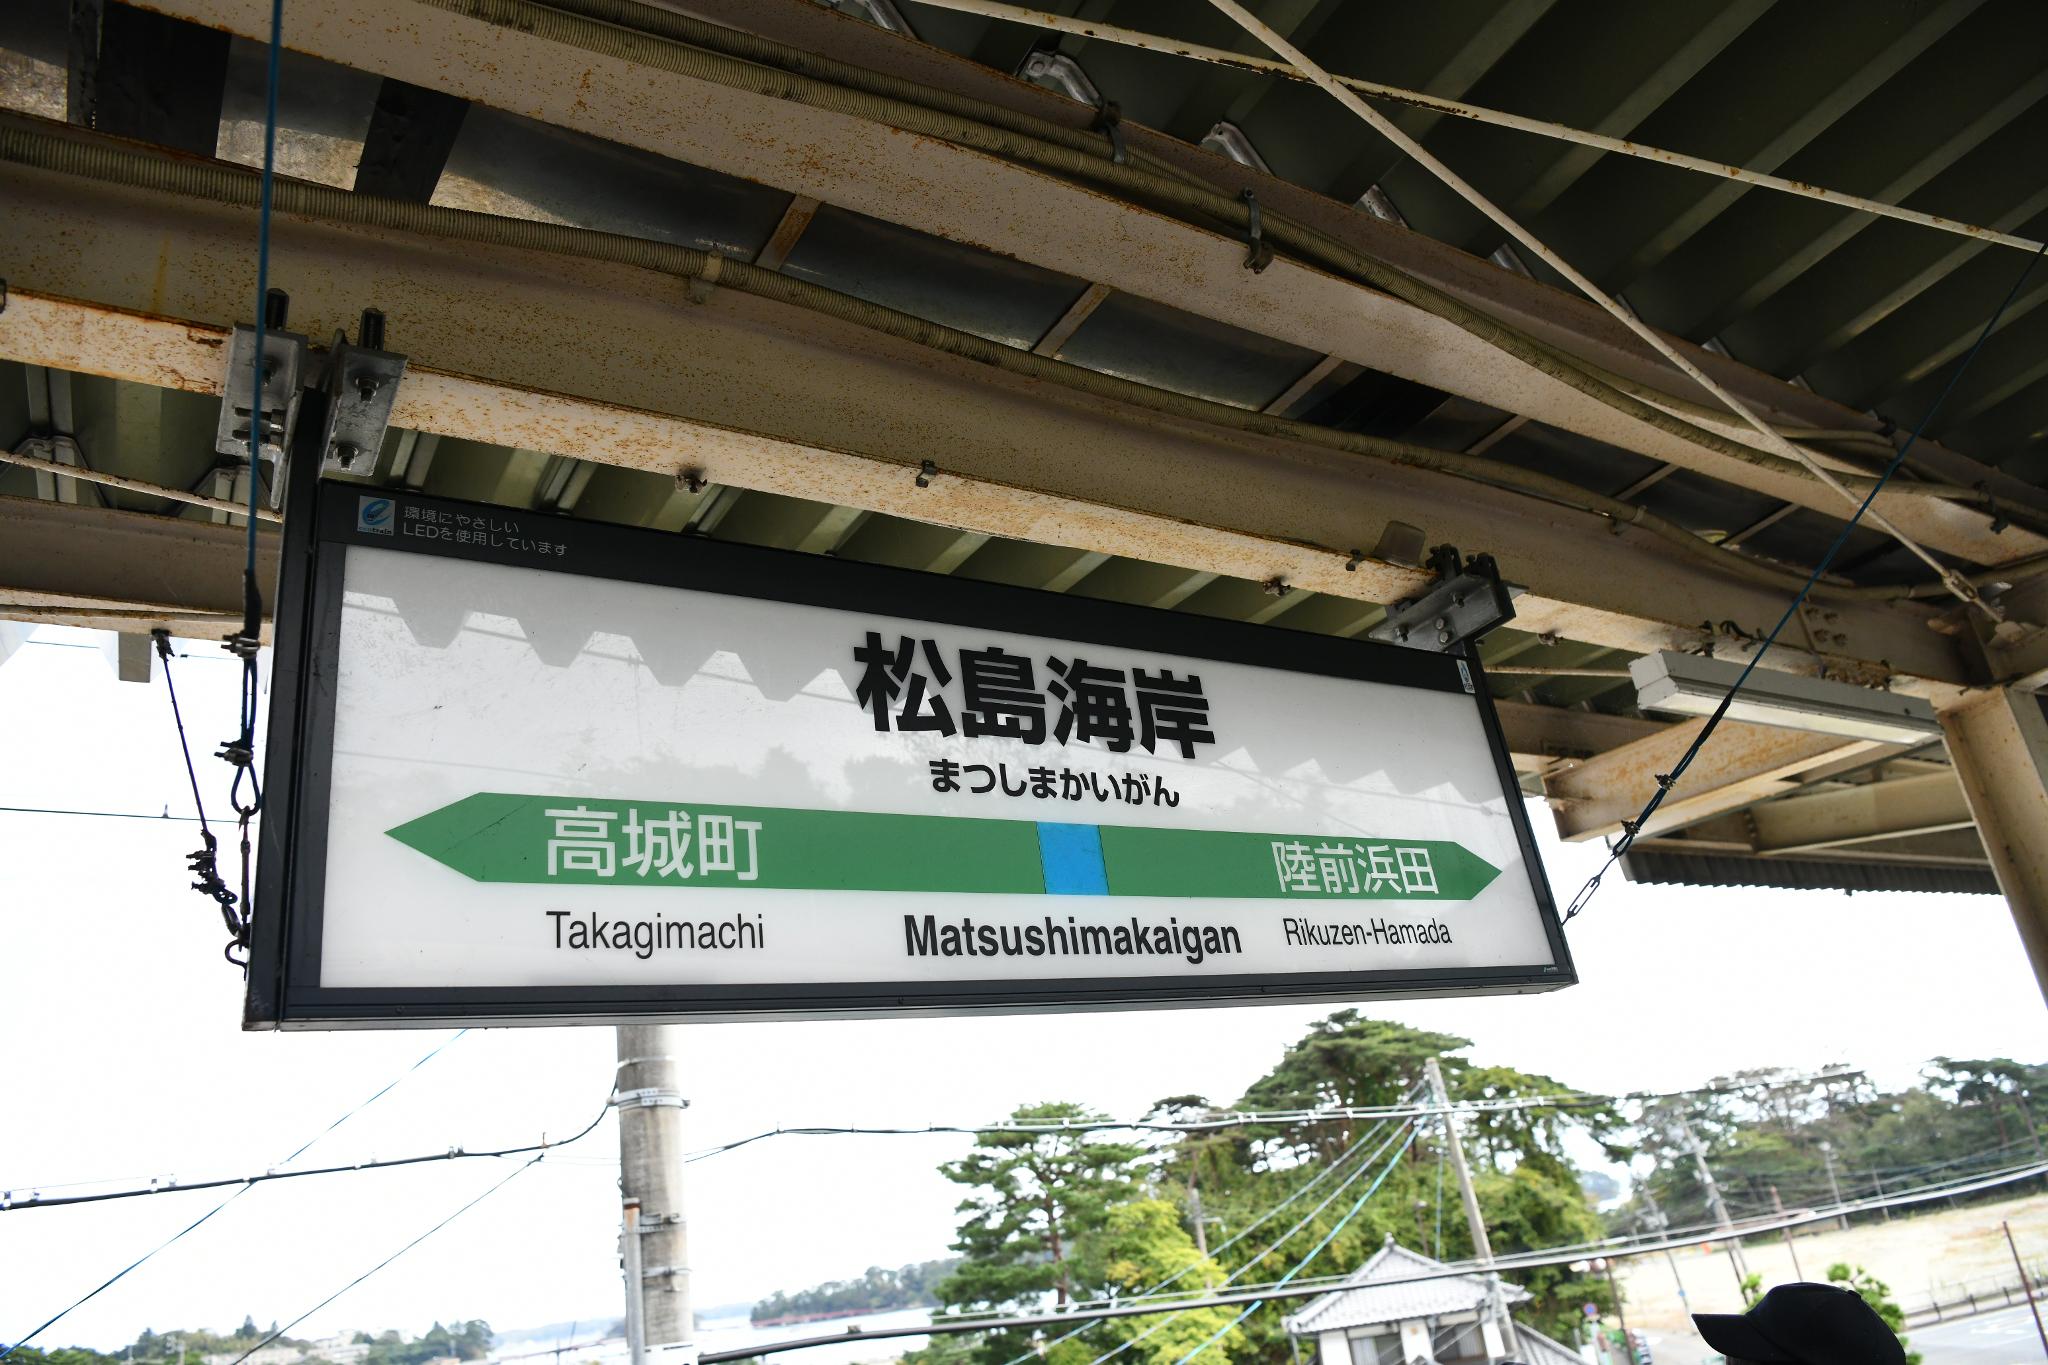 ecotrain
環境にやさしい
LEDを使用しています
松島海岸
まつしまかいがん
高城町
陸前浜田
Takagimachi
Matsushimakaigan
Rikuzen-Hamada